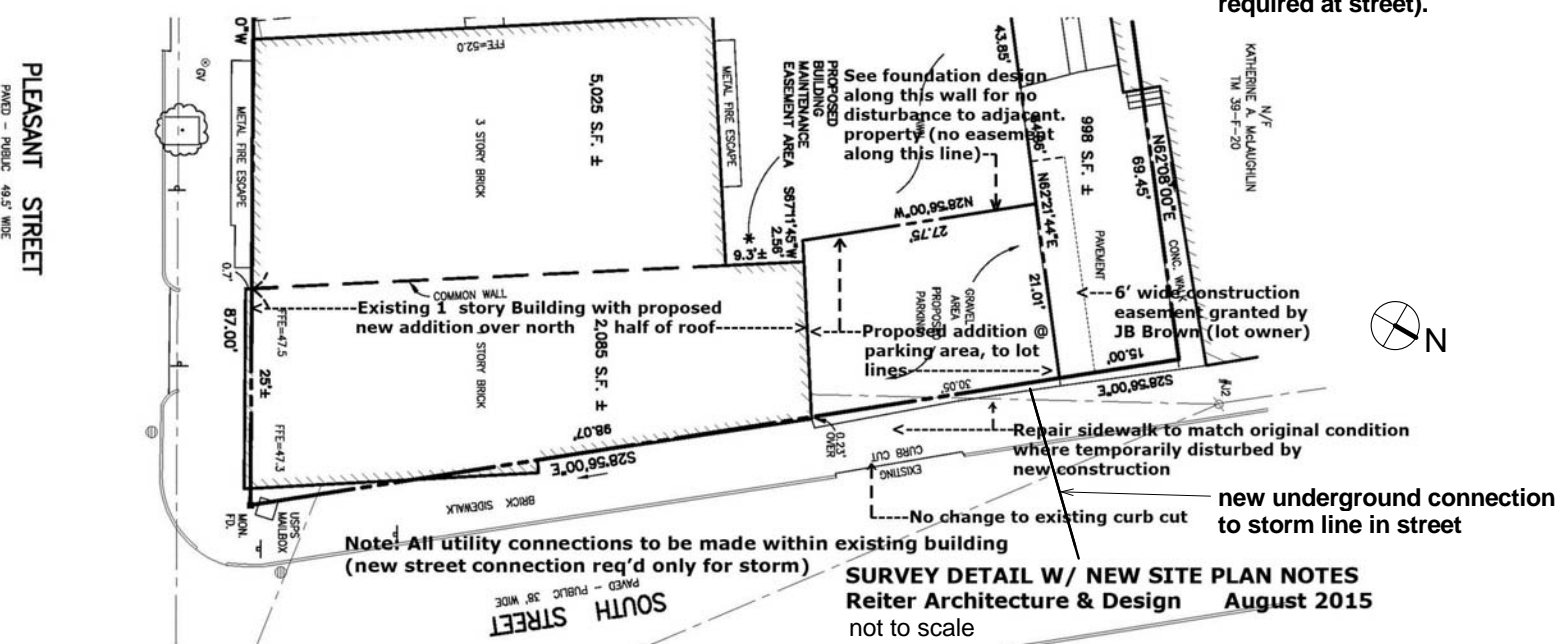 required at street).
N/F
KATHERINE A. McLAUGHLIN
TM 39-F-20
PLEASANT STREET
PAVED - PUBLIC 49.5' WIDE
GV
METAL FIRE ESCAPE
FFE=52.0
3 STORY BRICK
5,025 S.F. ±
METAL FIRE ESCAPE
PROPOSED
BUILDING
MAINTENANCE
EASEMENT AREA
S67°11'45"W
2.56'
*
9.3'±
See foundation design
along this wall for no
disturbance to adjacent.
property (no easement
along this line)
43.85'
998 S.F. ±
N62°08'00"E
69.45'
N62°21'44"E
21.01'
PAVEMENT
CONC. WALK
N28°56'00"W
27.75'
GRAVEL
AREA
PROPOSED
PARKING
0.7'
COMMON WALL
Existing 1 story Building with proposed
new addition over north half of roof
87.00'
FFE=47.5
25'±
FFE=47.3
STORY BRICK
2,085 S.F. ±
Proposed addition @
parking area, to lot
lines
6' wide construction
easement granted by
JB Brown (lot owner)
N
15.00'
S28°56'00"E
30.05'
98.07'
S28°56'00"E
0.23'
OVER
EXISTING
CURB CUT
Repair sidewalk to match original condition
where temporarily disturbed by
new construction
BRICK SIDEWALK
USPS
MAILBOX
MON.
FD.
No change to existing curb cut
new underground connection
to storm line in street
Note: All utility connections to be made within existing building
(new street connection req'd only for storm)
SOUTH STREET
PAVED - PUBLIC 38' WIDE
SURVEY DETAIL W/ NEW SITE PLAN NOTES
Reiter Architecture & Design August 2015
not to scale